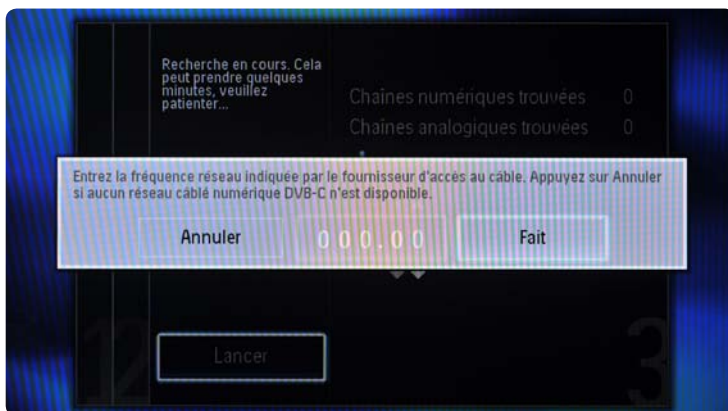 Recherche en cours. Cela
peut prendre quelques
minutes, veuillez
patienter...
Chaînes numériques trouvées 0
Chaînes analogiques trouvées 0
Entrez la fréquence réseau indiquée par le fournisseur d'accès au câble. Appuyez sur Annuler
si aucun réseau câblé numérique DVB-C n'est disponible.
Annuler 000.00 Fait
Lancer
12 3